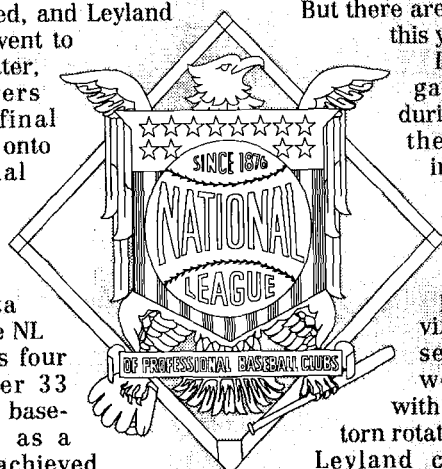 ed, and Leyland
vent to
ter,
ers
final
onto
al
ta
e NL
s four
er 33
base-
as a
achieved
SINCE 1876
NATIONAL
LEAGUE
OF PROFESSIONAL BASEBALL CLUBS
But there are
this y
ga
duri
the
in
vi
se
w
with
torn rotat
Leyland c